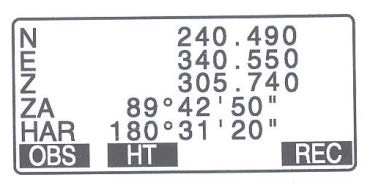 N 240.490
E 340.550
Z 305.740
ZA 89°42'50"
HAR 180°31'20"
OBS HT REC